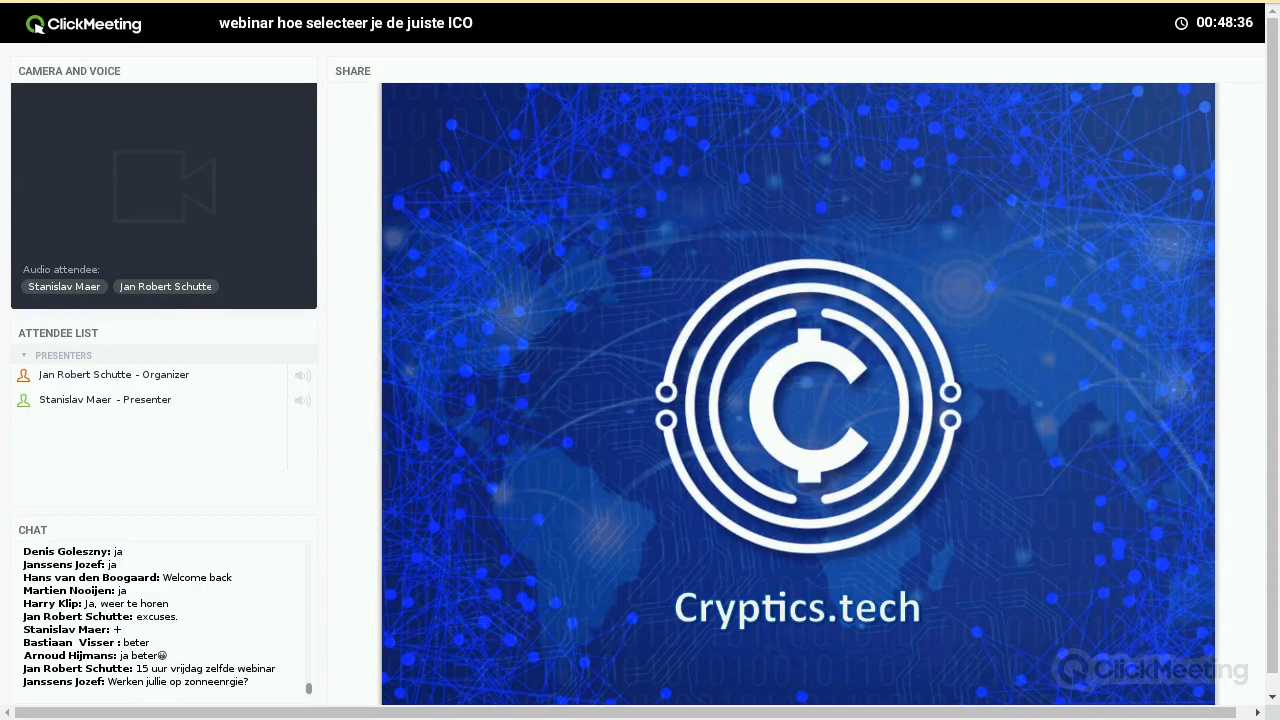 ClickMeeting
webinar hoe selecteer je de juiste ICO
00:48:36
CAMERA AND VOICE
Audio attendee:
Stanislav Maer
Jan Robert Schutte
ATTENDEE LIST
PRESENTERS
Jan Robert Schutte - Organizer
Stanislav Maer - Presenter
CHAT
Denis Goleszny: ja
Janssens Jozef: ja
Hans van den Boogaard: Welcome back
Martien Nooijen: ja
Harry Klip: Ja, weer te horen
Jan Robert Schutte: excuses.
Stanislav Maer: +
Bastiaan Visser : beter
Arnoud Hijmans: ja beter😀
Jan Robert Schutte: 15 uur vrijdag zelfde webinar
Janssens Jozef: Werken jullie op zonneenrgie?
SHARE
Cryptics.tech
ClickMeeting